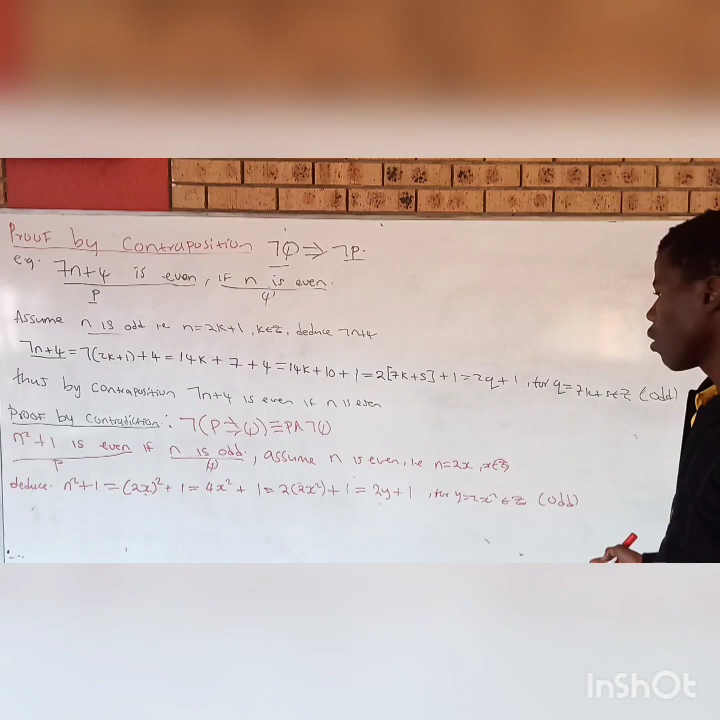 Proof by Contraposition ¬Q ⇒ ¬P.
eg. 7n+4 is even, if n is even.
P Q
Assume n is odd i.e n=2k+1, k∈ℤ, deduce 7n+4
7n+4 = 7(2k+1)+4 = 14k + 7 + 4 = 14k + 10 + 1 = 2[7k+5] + 1 = 2q + 1, for q = 7k+5 ∈ ℤ (odd)
thus by contraposition 7n+4 is even if n is even
Proof by Contradiction: ¬(P ⇒ Q) ≡ P∧¬Q
n²+1 is even if n is odd, assume n is even, i.e n=2x, x∈ℤ
P Q
deduce. n²+1 = (2x)² + 1 = 4x² + 1 = 2(2x²) + 1 = 2y + 1, for y=2x² ∈ ℤ (odd)
InShOt